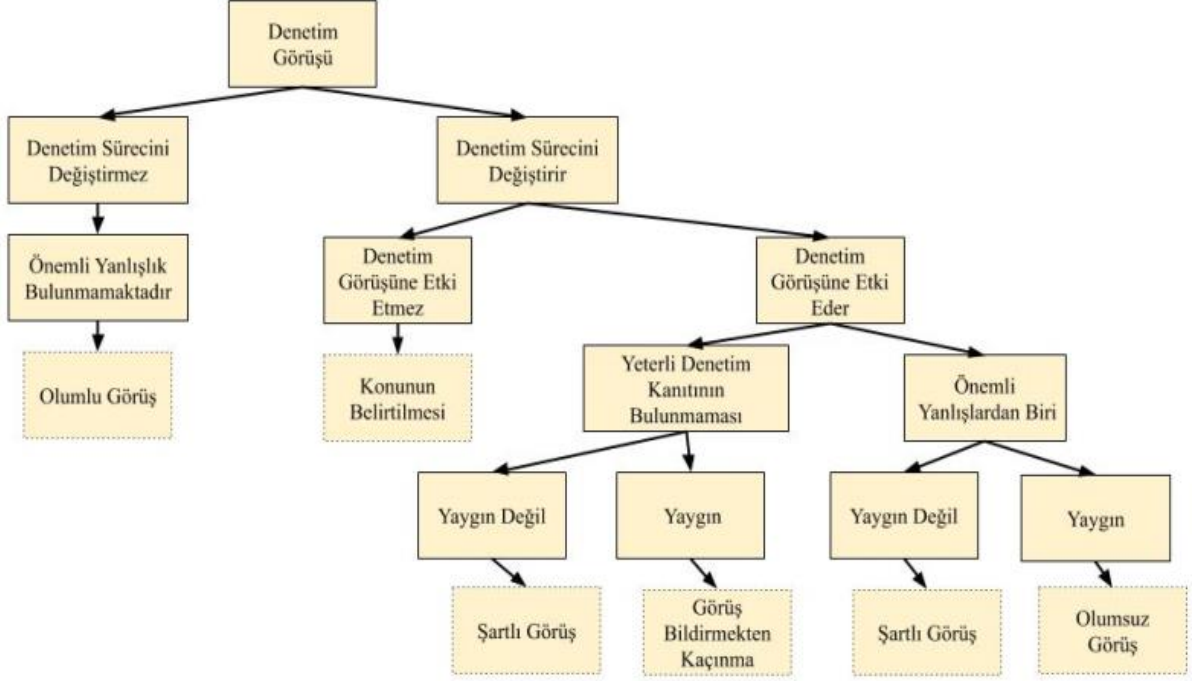 Denetim
Görüşü
Denetim Sürecini
Değiştirmez
Denetim Sürecini
Değiştirir
Önemli Yanlışlık
Bulunmamaktadır
Denetim
Görüşüne Etki
Etmez
Denetim
Görüşüne Etki
Eder
Olumlu Görüş
Konunun
Belirtilmesi
Yeterli Denetim
Kanıtının
Bulunmaması
Önemli
Yanlışlardan Biri
Yaygın Değil
Yaygın
Yaygın Değil
Yaygın
Şartlı Görüş
Görüş
Bildirmekten
Kaçınma
Şartlı Görüş
Olumsuz
Görüş